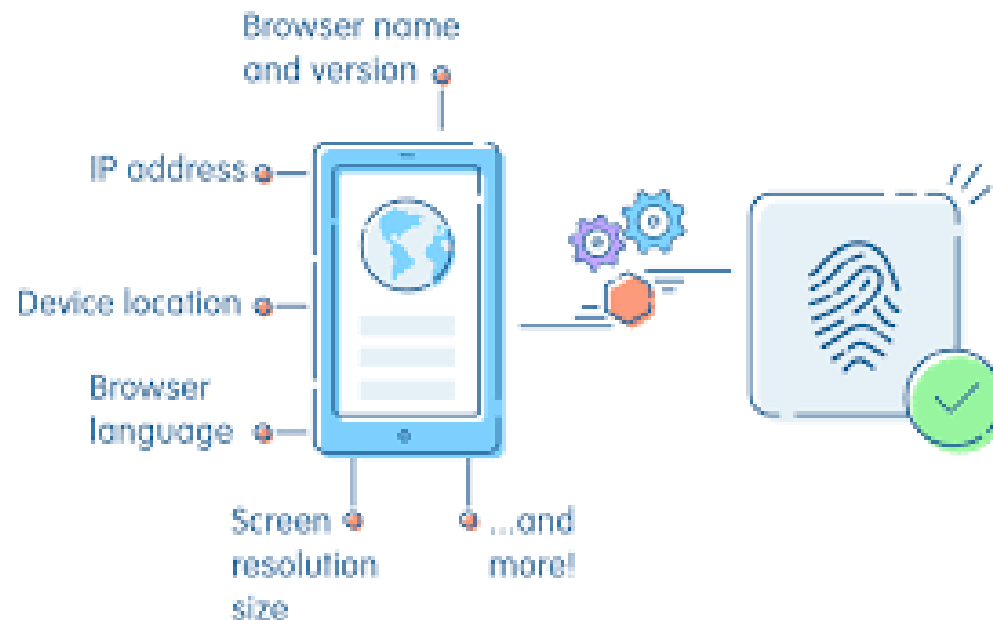 Browser name
and version
IP address
Device location
Browser
language
Screen
resolution
size
...and
more!